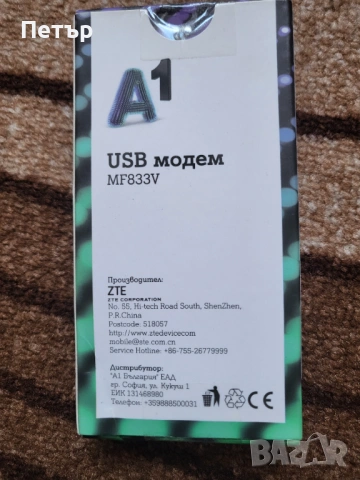 Петър
A1
USB модем
MF833V
Производител:
ZTE
ZTE CORPORATION
No. 55, Hi-tech Road South, ShenZhen,
P.R.China
Postcode: 518057
http://www.ztedevicecom
mobile@zte.com.cn
Service Hotline: +86-755-26779999
Дистрибутор:
"А1 България" ЕАД
гр. София, ул. Кукуш 1
ЕИК 131468980
Телефон: +359888500031
CE
BAZAR